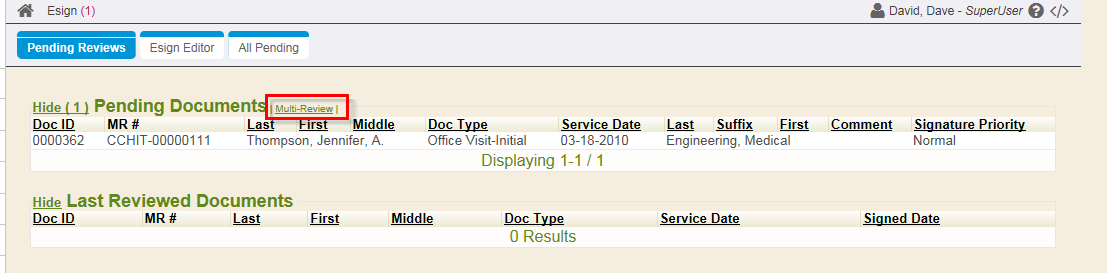 Esign (1) David, Dave - SuperUser ? </>
Pending Reviews Esign Editor All Pending
Hide ( 1 ) Pending Documents | Multi-Review |
Doc ID MR # Last First Middle Doc Type Service Date Last Suffix First Comment Signature Priority
0000362 CCHIT-00000111 Thompson, Jennifer, A. Office Visit-Initial 03-18-2010 Engineering, Medical Normal
Displaying 1-1 / 1
Hide Last Reviewed Documents
Doc ID MR # Last First Middle Doc Type Service Date Signed Date
0 Results